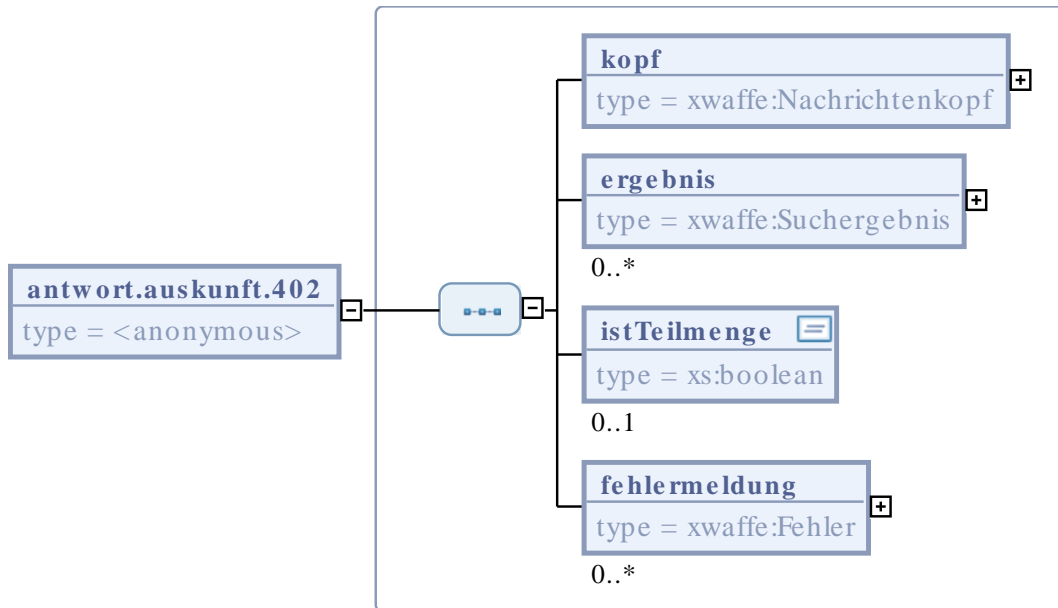 kopf
type = xwaffe:Nachrichtenkopf
ergebnis
type = xwaffe:Suchergebnis
0..*
antwort.auskunft.402
type = <anonymous>
istTeilmenge
type = xs:boolean
0..1
fehlermeldung
type = xwaffe:Fehler
0..*